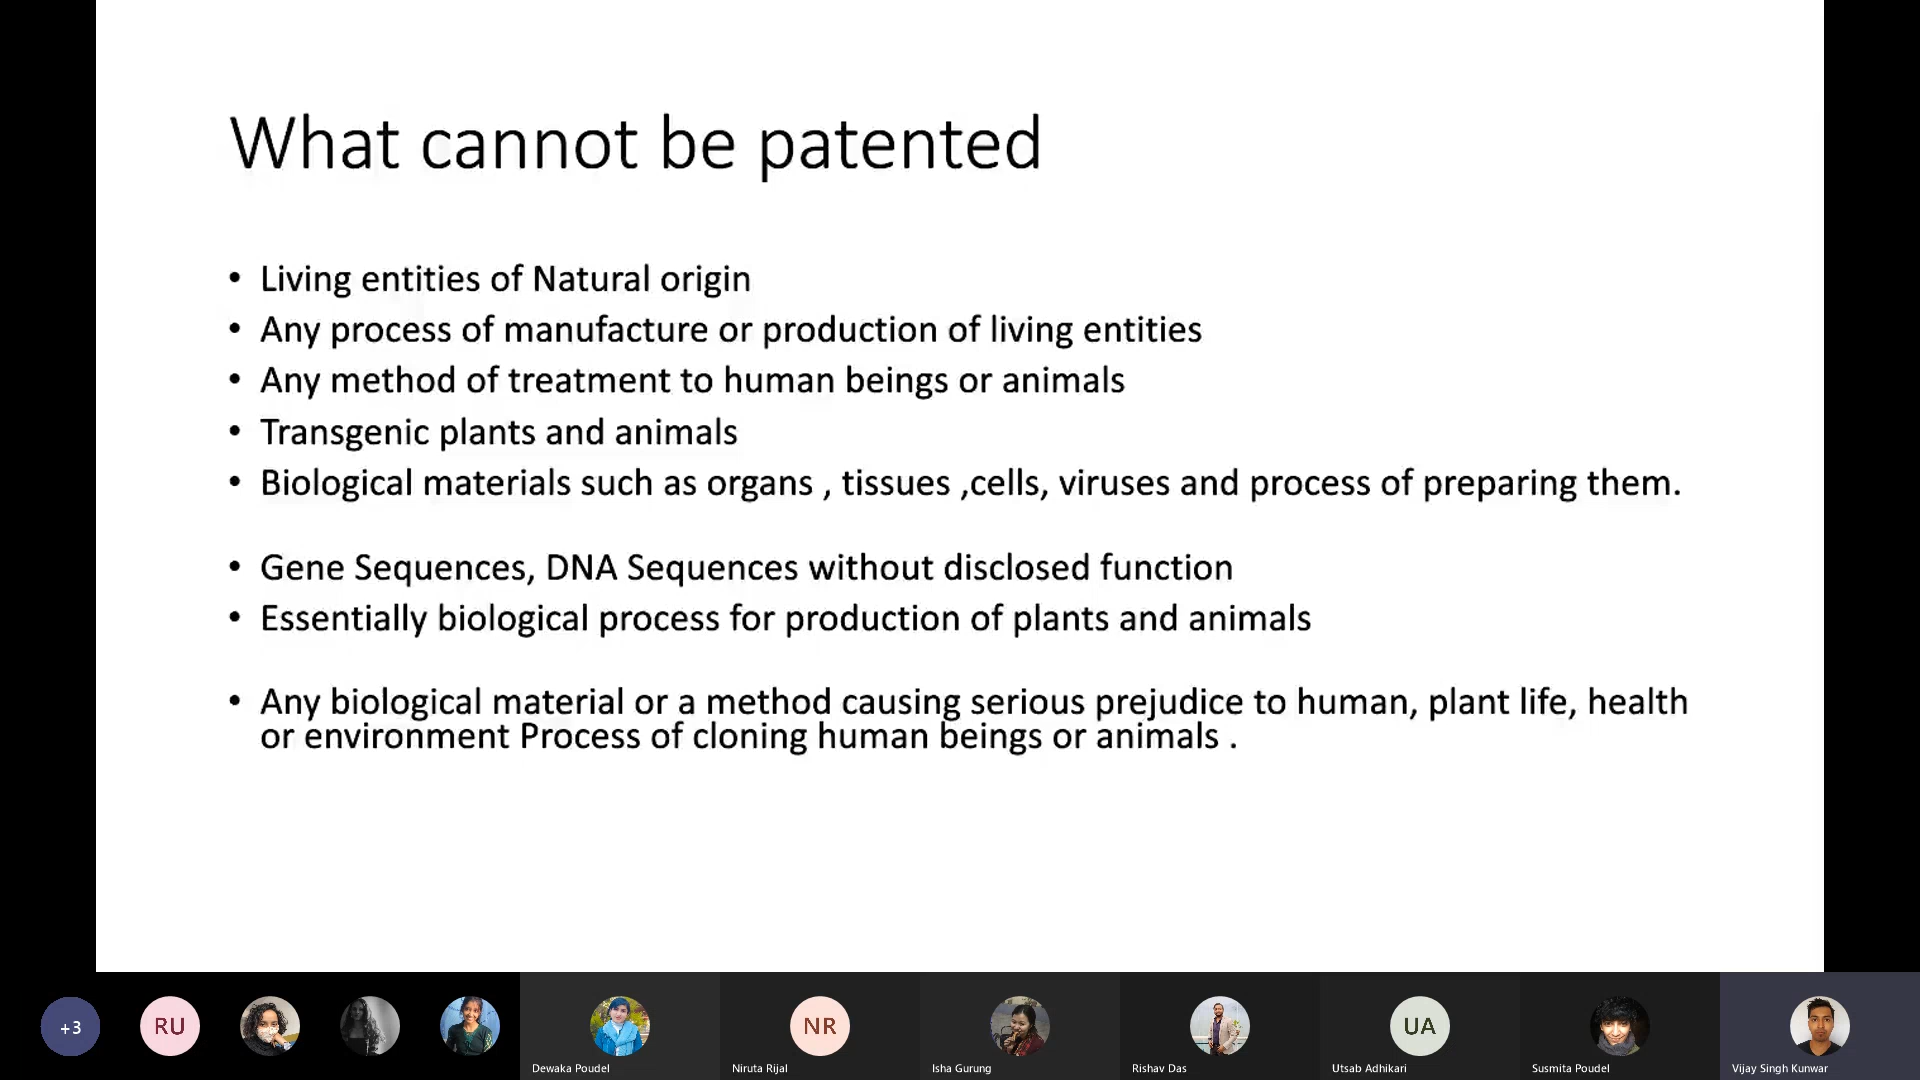 What cannot be patented
• Living entities of Natural origin
• Any process of manufacture or production of living entities
• Any method of treatment to human beings or animals
• Transgenic plants and animals
• Biological materials such as organs , tissues ,cells, viruses and process of preparing them.
• Gene Sequences, DNA Sequences without disclosed function
• Essentially biological process for production of plants and animals
• Any biological material or a method causing serious prejudice to human, plant life, health
or environment Process of cloning human beings or animals .
+3
RU
NR
UA
Dewaka Poudel
Niruta Rijal
Isha Gurung
Rishav Das
Utsab Adhikari
Susmita Poudel
Vijay Singh Kunwar